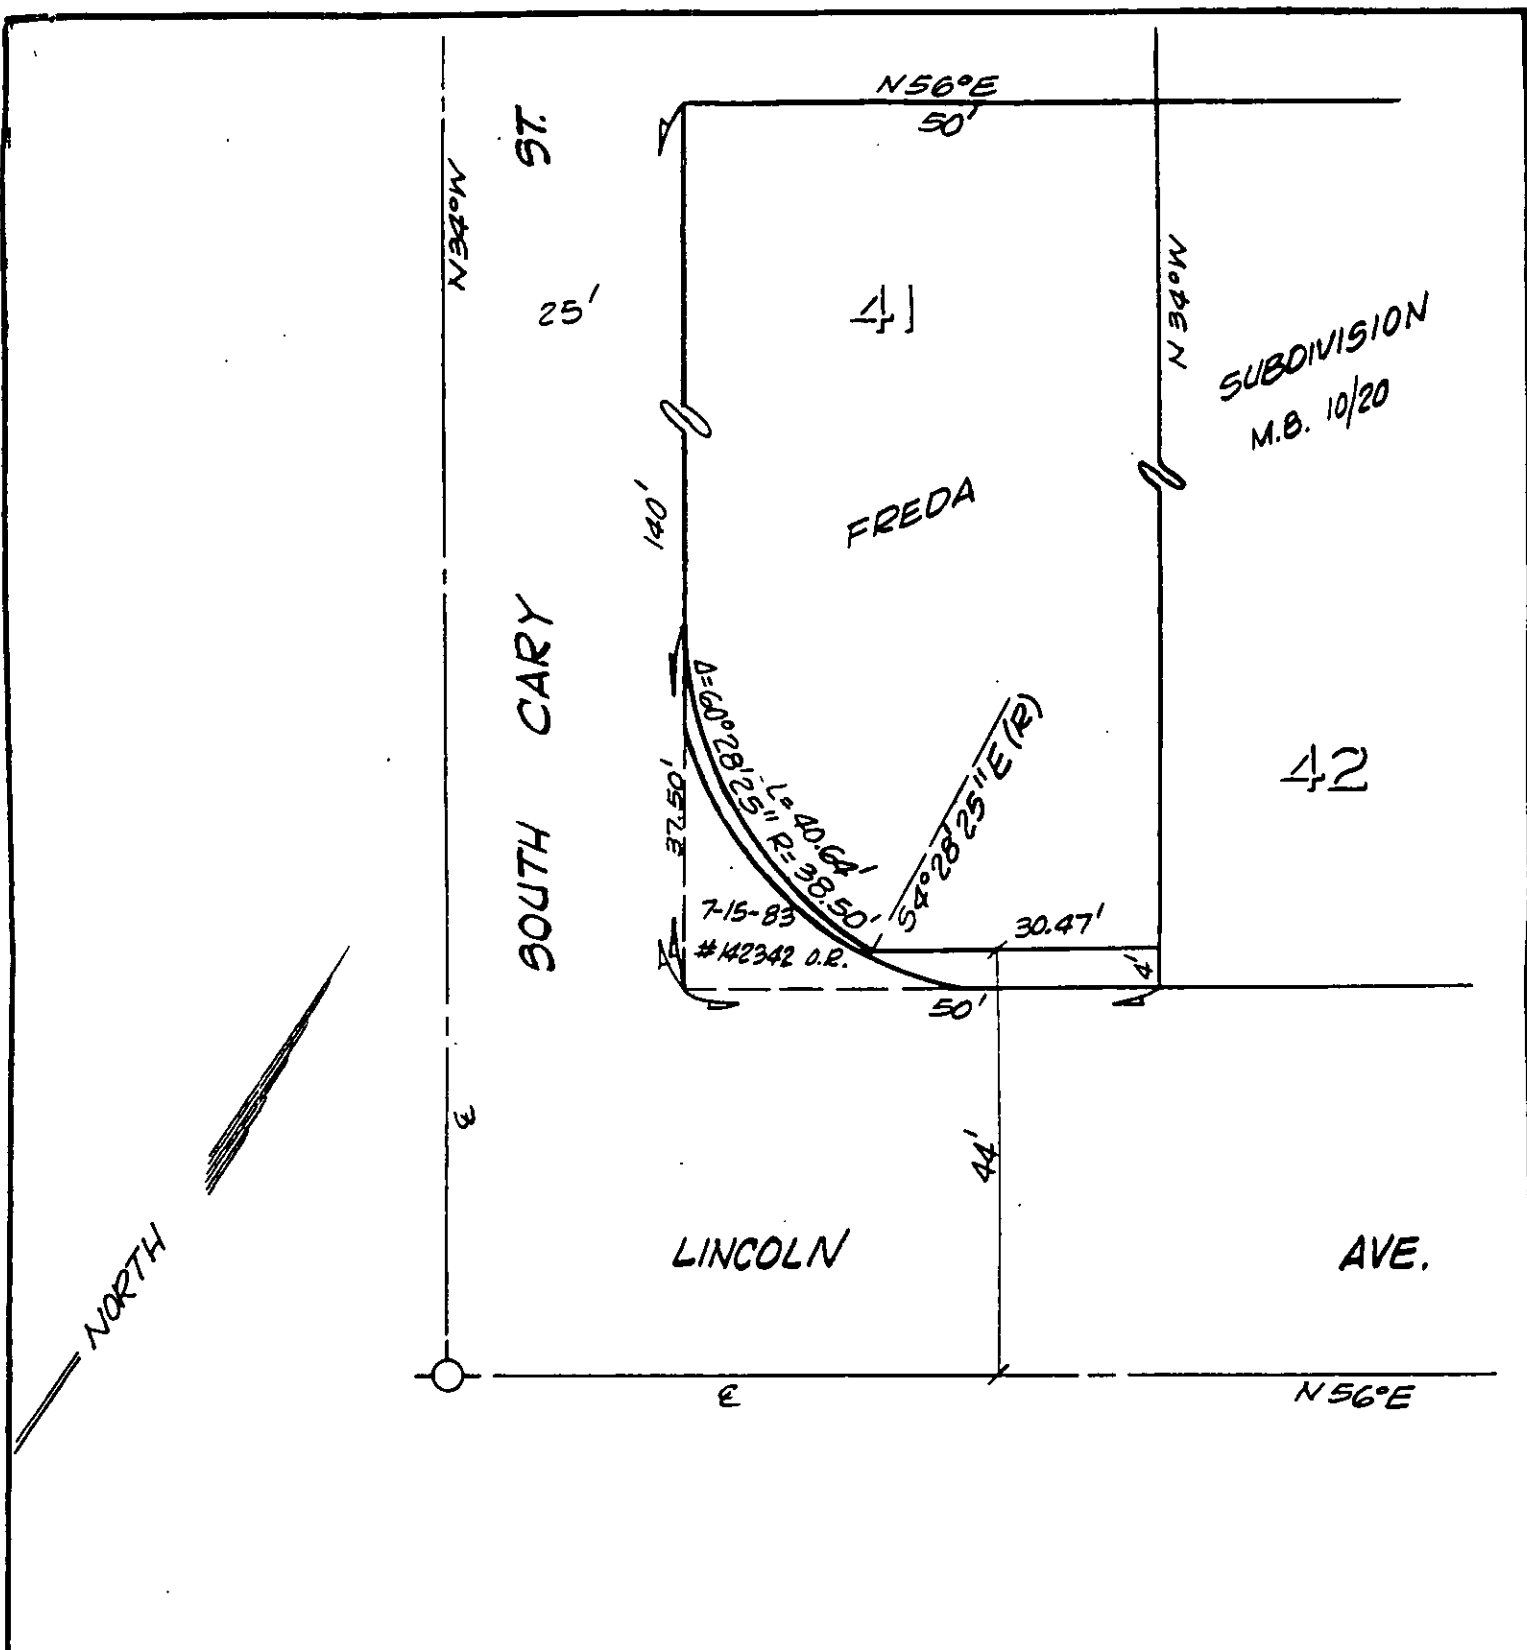 N56°E
50'
SOUTH CARY ST.
N34°W
25'
41
N34°W
SUBDIVISION
M.B. 10/20
140'
FREDA
Δ=60°28'25" R=38.50'
L=40.64'
S4°28'25"E (R)
42
37.50'
7-15-83
#142342 O.R.
30.47'
4'
50'
44'
NORTH
LINCOLN AVE.
N56°E